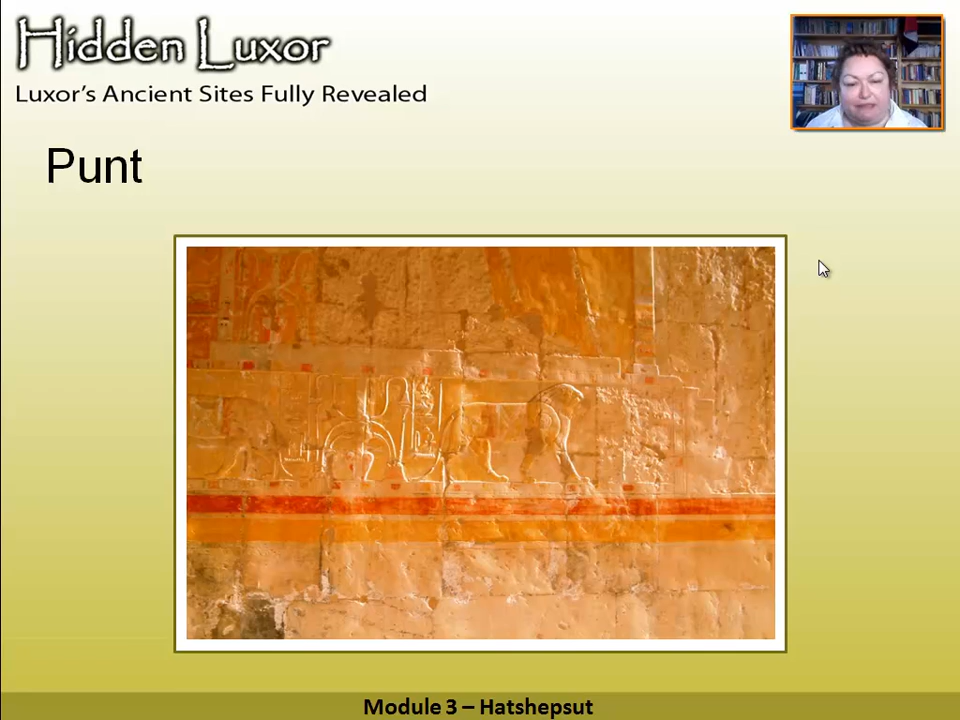 Hidden Luxor
Luxor's Ancient Sites Fully Revealed
Punt
Module 3 – Hatshepsut